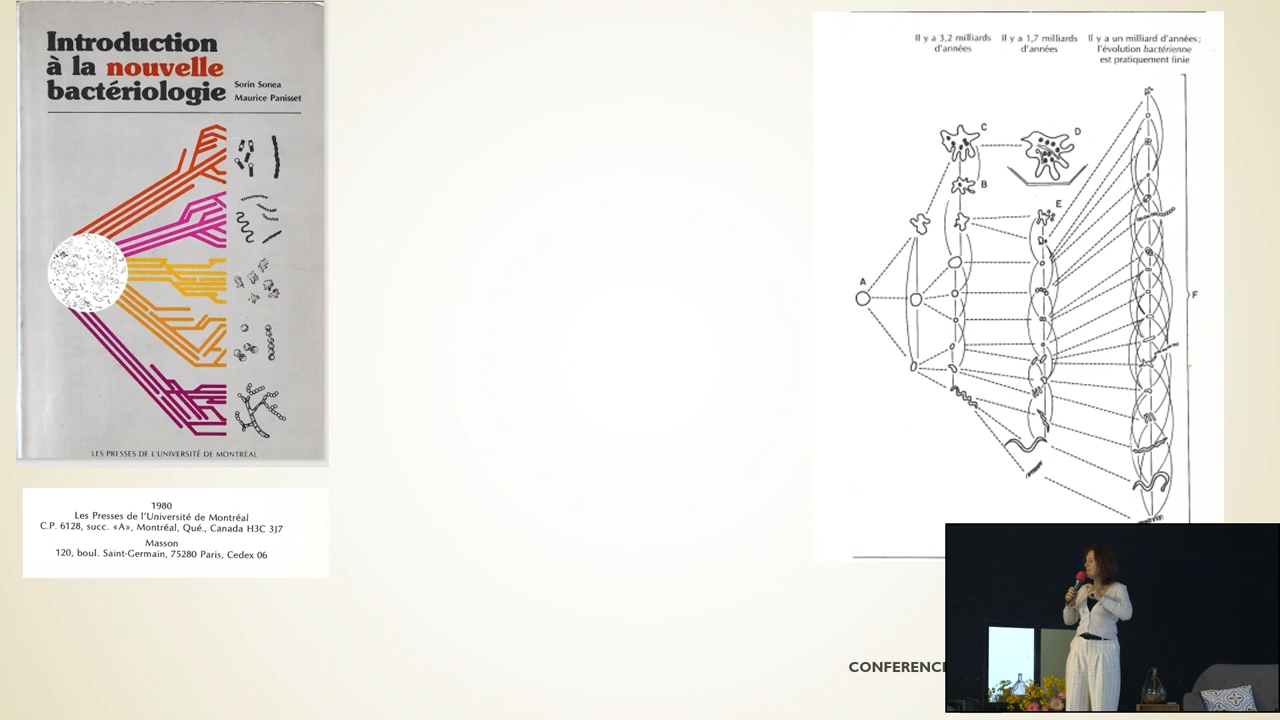 Introduction
à la nouvelle
bactériologie
Sorin Sonea
Maurice Panisset
LES PRESSES DE L'UNIVERSITÉ DE MONTRÉAL
1980
Les Presses de l'Université de Montréal
C.P. 6128, succ. «A», Montréal, Qué., Canada H3C 3J7
Masson
120, boul. Saint-Germain, 75280 Paris, Cedex 06
Il y a 3,2 milliards
d'années
Il y a 1,7 milliards
d'années
Il y a un milliard d'années;
l'évolution bactérienne
est pratiquement finie
C
D
B
E
A
F